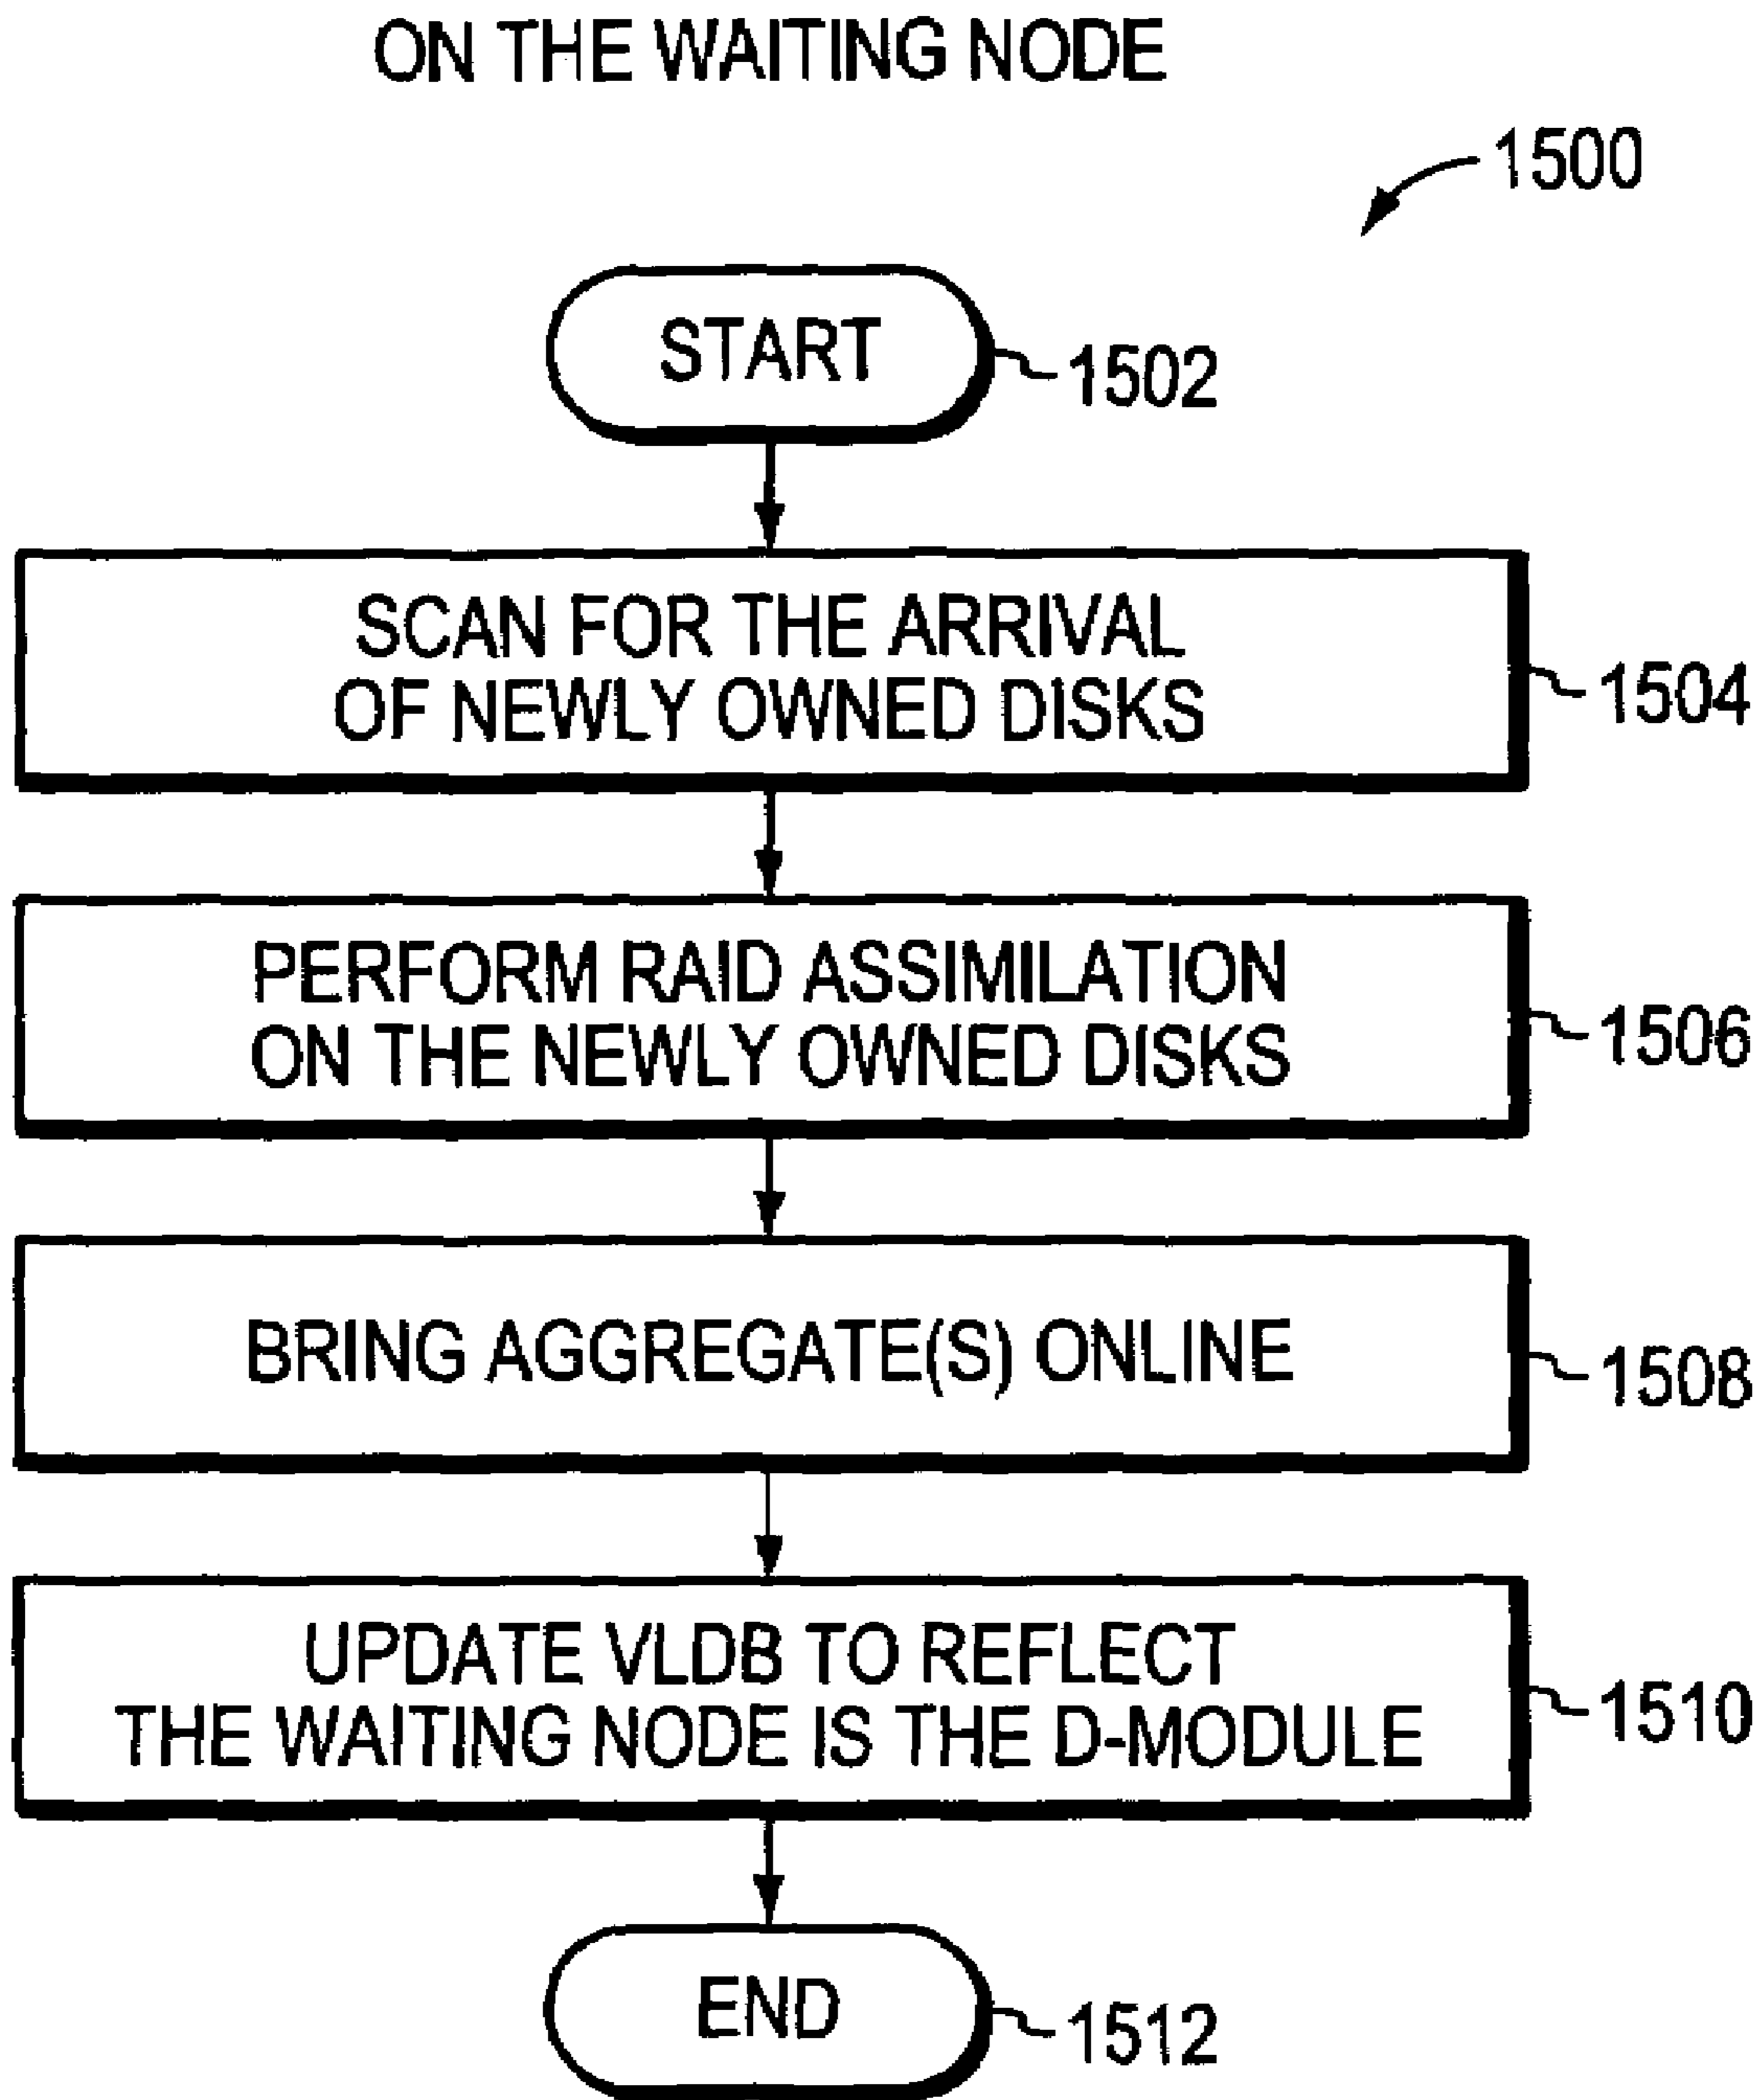 ON THE WAITING NODE
1500
START
1502
SCAN FOR THE ARRIVAL
OF NEWLY OWNED DISKS
1504
PERFORM RAID ASSIMILATION
ON THE NEWLY OWNED DISKS
1506
BRING AGGREGATE(S) ONLINE
1508
UPDATE VLDB TO REFLECT
THE WAITING NODE IS THE D-MODULE
1510
END
1512